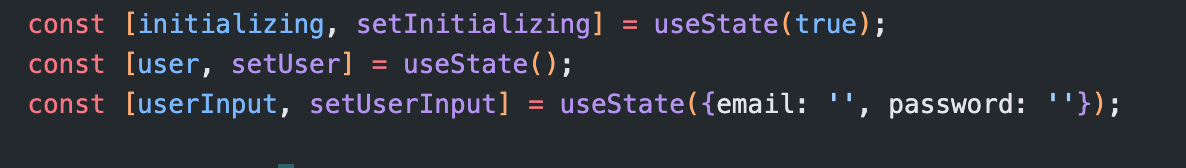 const [initializing, setInitializing] = useState(true);
const [user, setUser] = useState();
const [userInput, setUserInput] = useState({email: '', password: ''});